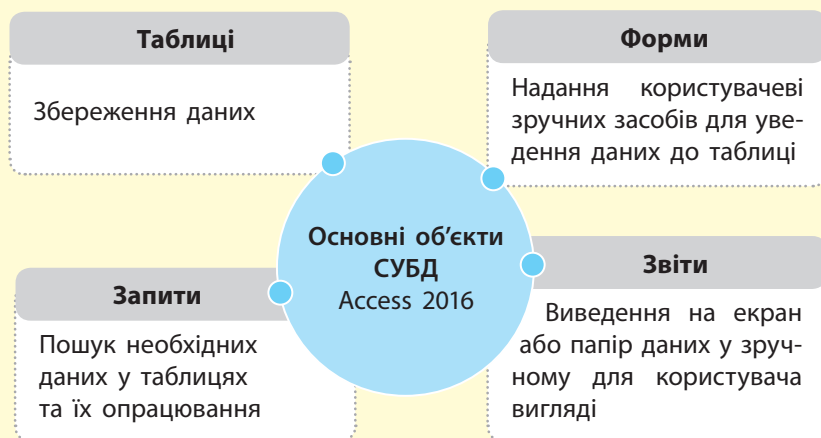 Таблиці
Збереження даних
Форми
Надання користувачеві
зручних засобів для уве-
дення даних до таблиці
Основні об’єкти
СУБД
Access 2016
Запити
Пошук необхідних
даних у таблицях
та їх опрацювання
Звіти
Виведення на екран
або папір даних у зруч-
ному для користувача
вигляді